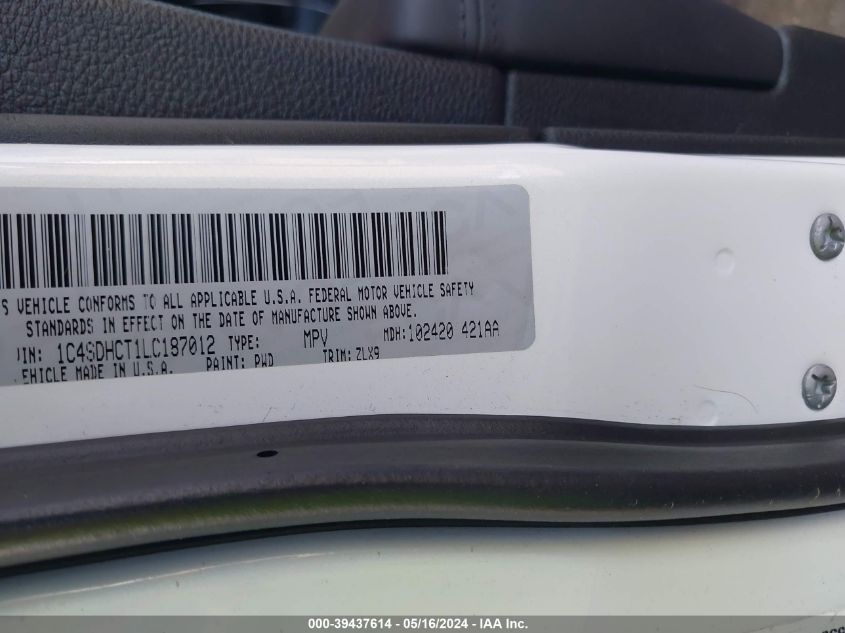 S VEHICLE CONFORMS TO ALL APPLICABLE U.S.A. FEDERAL MOTOR VEHICLE SAFETY
STANDARDS IN EFFECT ON THE DATE OF MANUFACTURE SHOWN ABOVE.
IN: 1C4SDHCT1LC187012 TYPE: MPV MDH:102420 421AA
EHICLE MADE IN U.S.A. PAINT: PWD TRIM: ZLX9
000-39437614 - 05/16/2024 - IAA Inc.